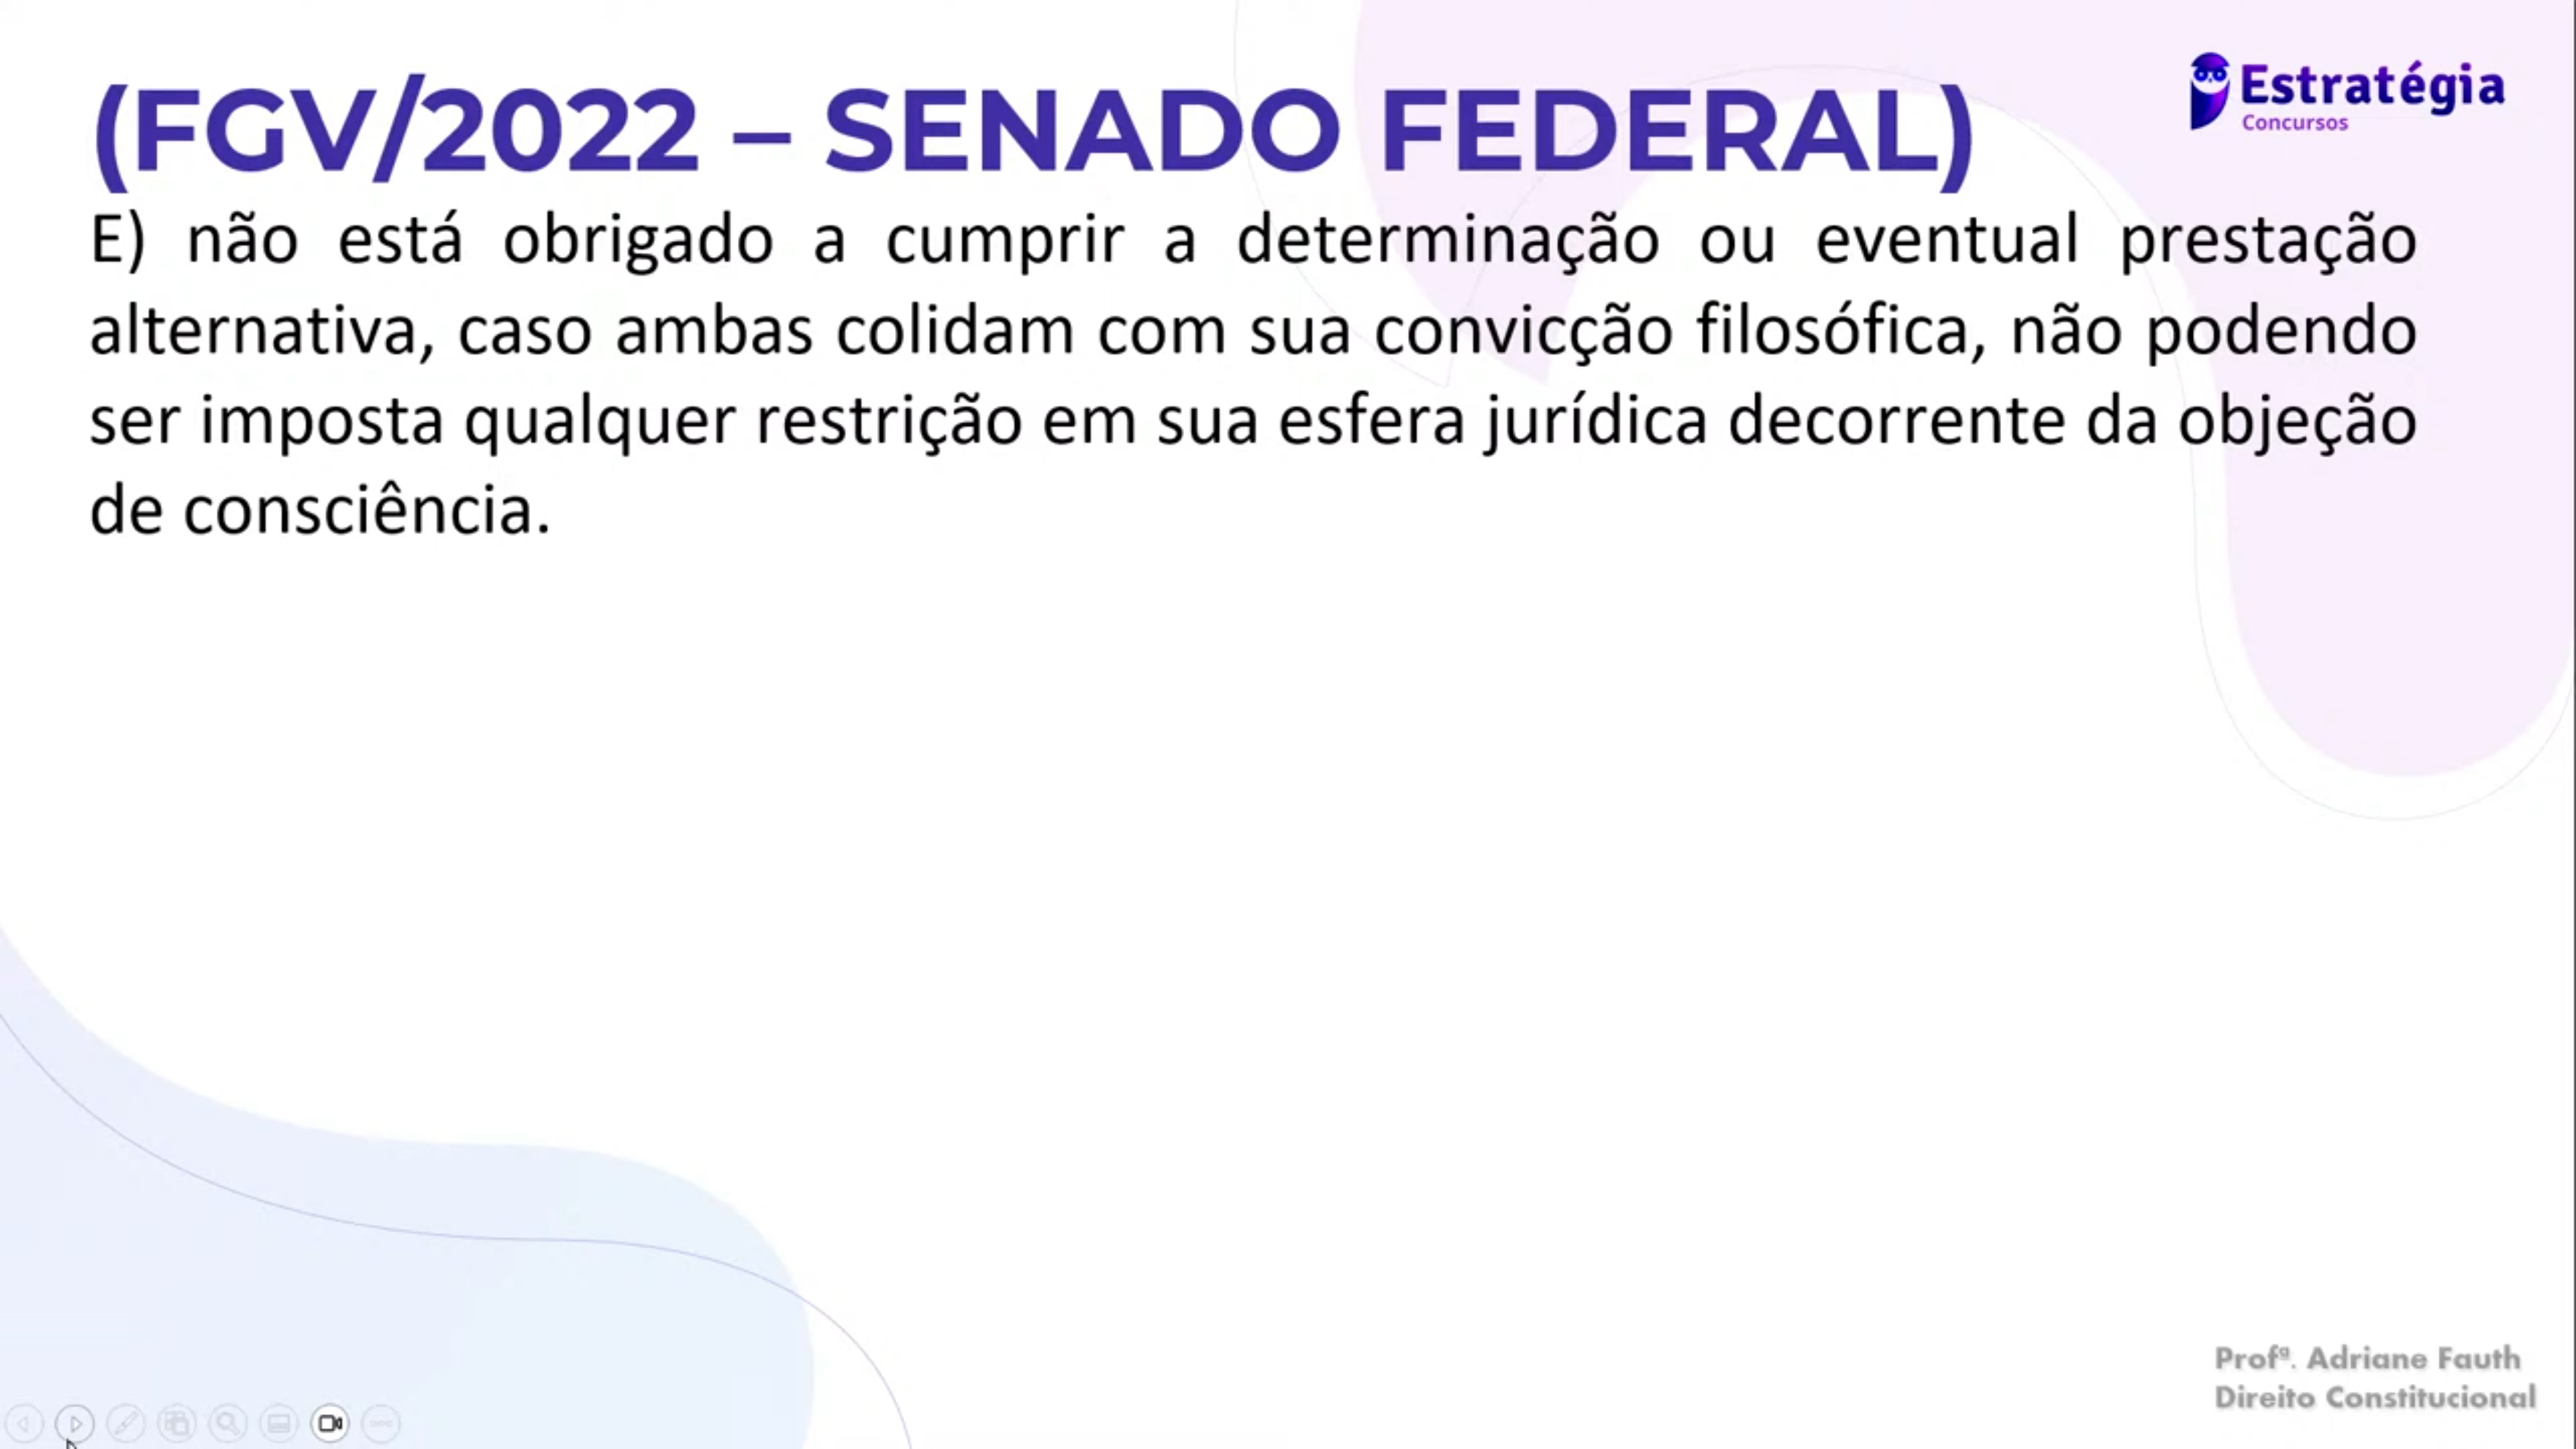 (FGV/2022 – SENADO FEDERAL)
Estratégia
Concursos
E) não está obrigado a cumprir a determinação ou eventual prestação
alternativa, caso ambas colidam com sua convicção filosófica, não podendo
ser imposta qualquer restrição em sua esfera jurídica decorrente da objeção
de consciência.
Profª. Adriane Fauth
Direito Constitucional